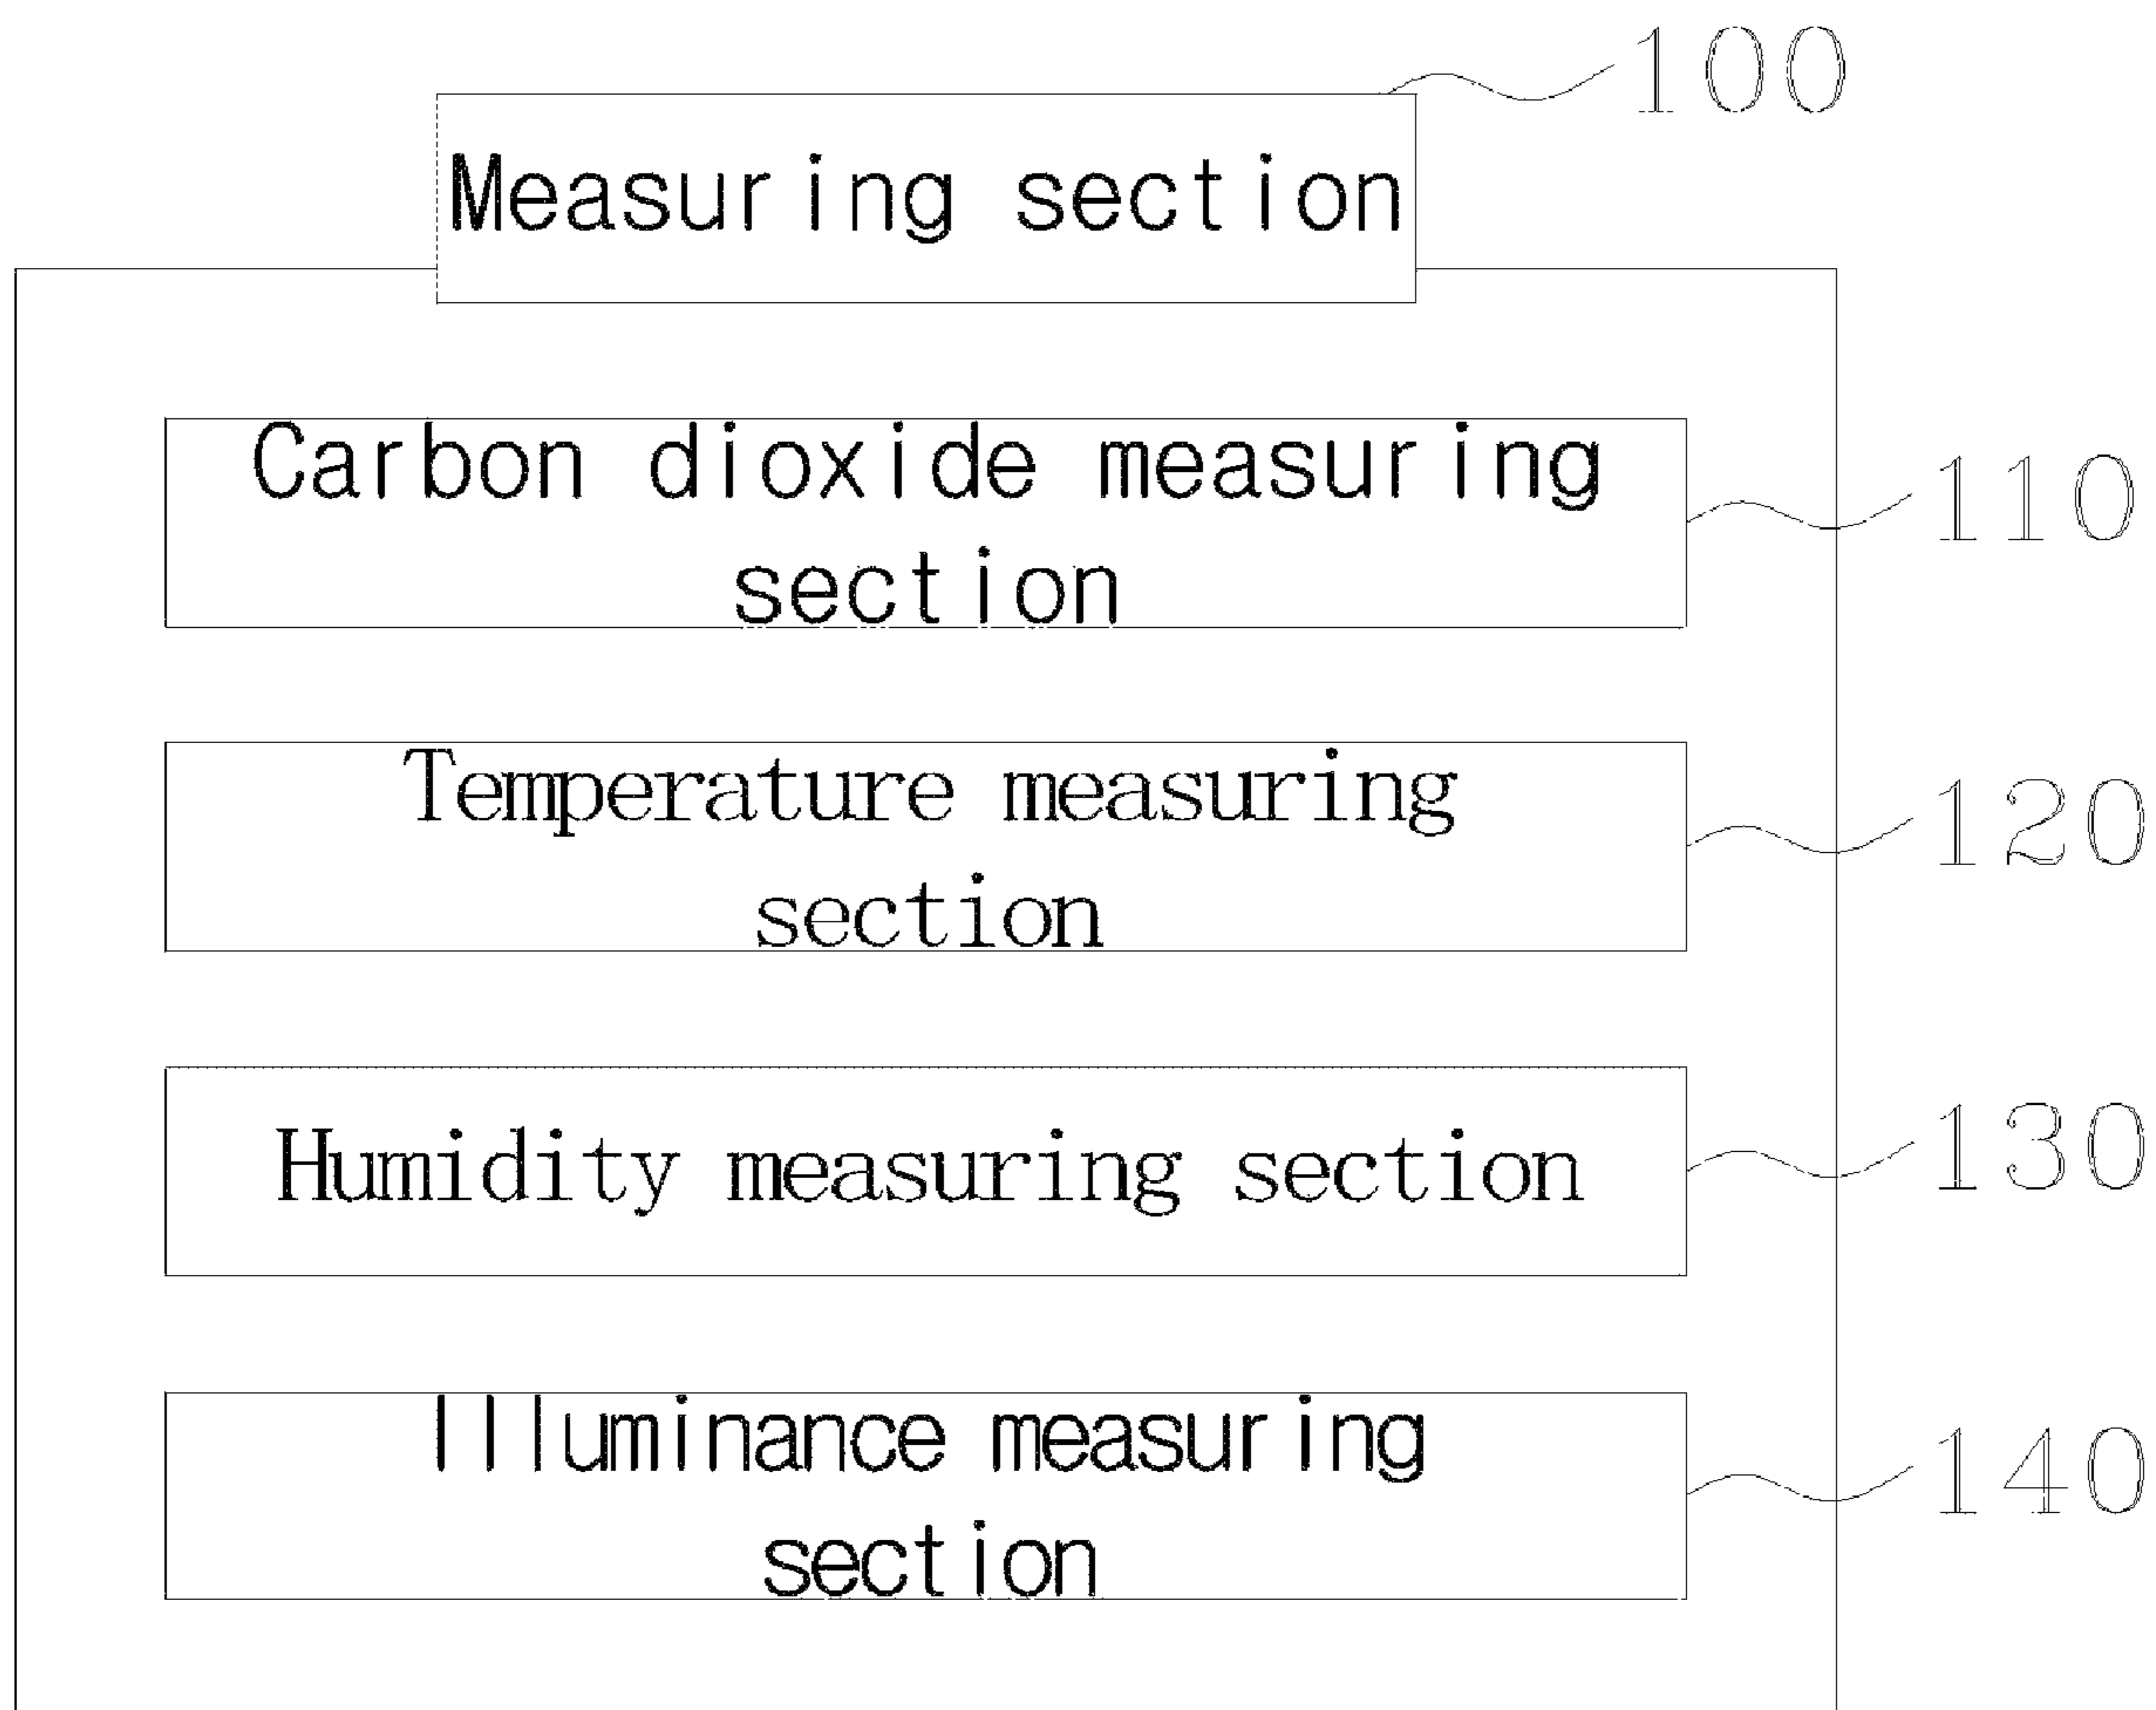 100
Measuring section
Carbon dioxide measuring
section
110
Temperature measuring
section
120
Humidity measuring section
130
Illuminance measuring
section
140